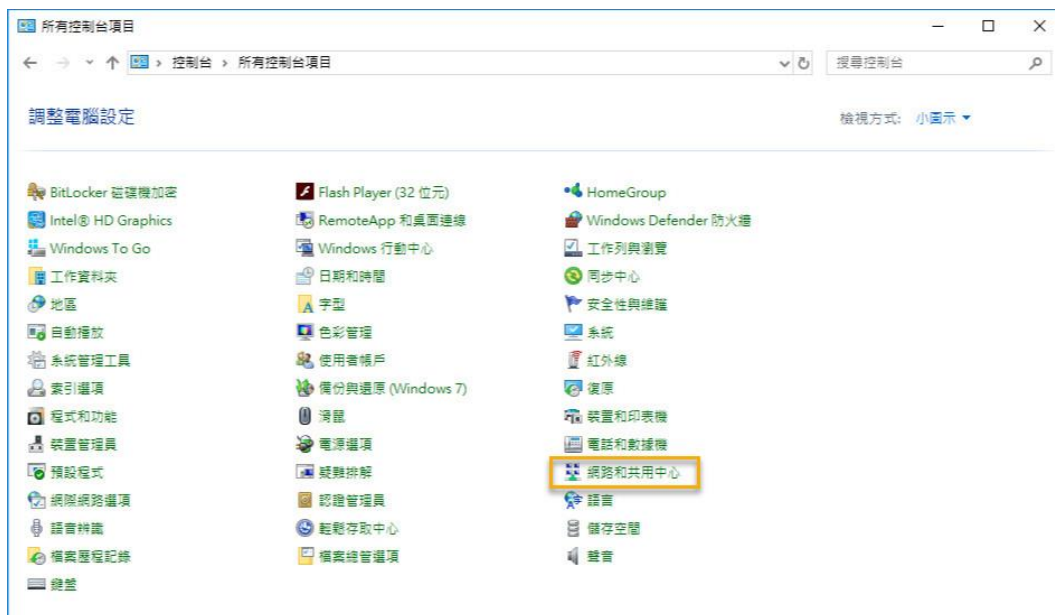 所有控制台項目
控制台 › 所有控制台項目
搜尋控制台
調整電腦設定
檢視方式: 小圖示
BitLocker 磁碟機加密
Flash Player (32 位元)
HomeGroup
Intel® HD Graphics
RemoteApp 和桌面連線
Windows Defender 防火牆
Windows To Go
Windows 行動中心
工作列與瀏覽
工作資料夾
日期和時間
同步中心
地區
字型
安全性與維護
自動播放
色彩管理
系統
系統管理工具
使用者帳戶
紅外線
索引選項
備份與還原 (Windows 7)
復原
程式和功能
滑鼠
裝置和印表機
裝置管理員
電源選項
電話和數據機
預設程式
疑難排解
網路和共用中心
網際網路選項
認證管理員
語言
語音辨識
輕鬆存取中心
儲存空間
檔案歷程記錄
檔案總管選項
聲音
鍵盤